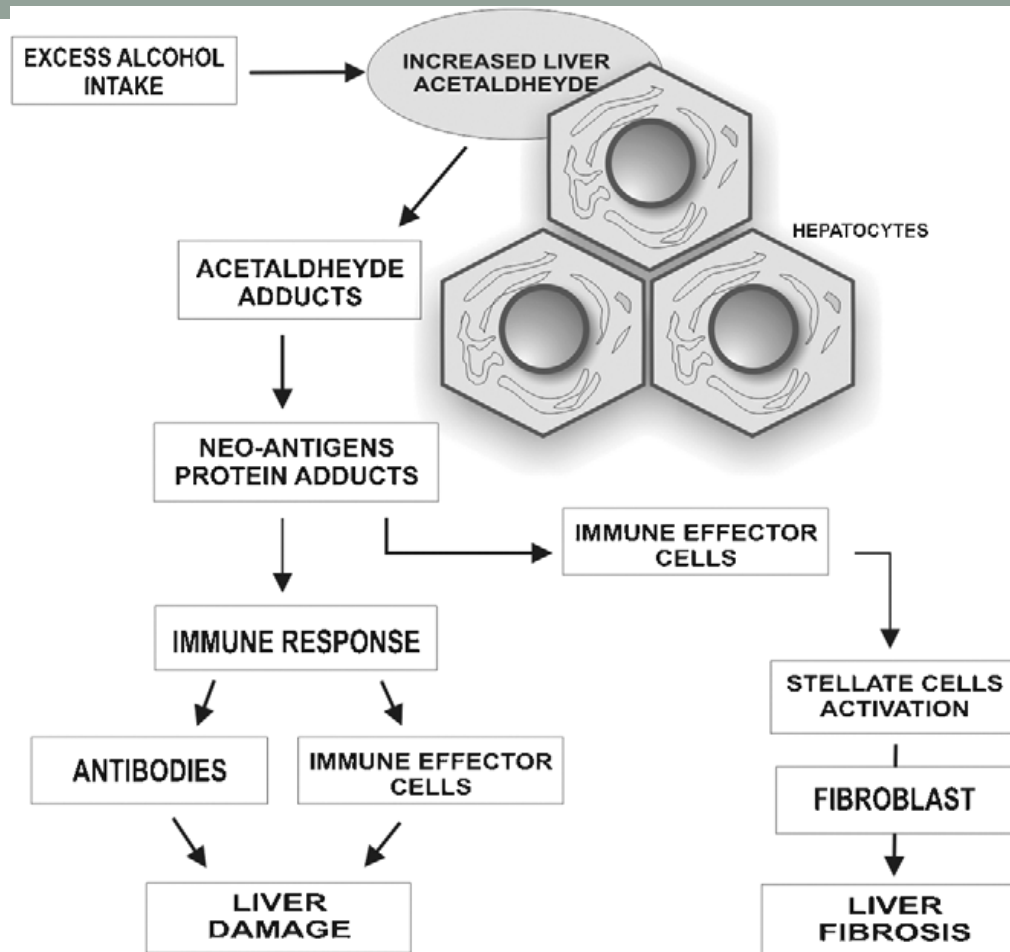 EXCESS ALCOHOL
INTAKE
INCREASED LIVER
ACETALDHEYDE
HEPATOCYTES
ACETALDHEYDE
ADDUCTS
NEO-ANTIGENS
PROTEIN ADDUCTS
IMMUNE EFFECTOR
CELLS
IMMUNE RESPONSE
STELLATE CELLS
ACTIVATION
ANTIBODIES
IMMUNE EFFECTOR
CELLS
FIBROBLAST
LIVER
DAMAGE
LIVER
FIBROSIS